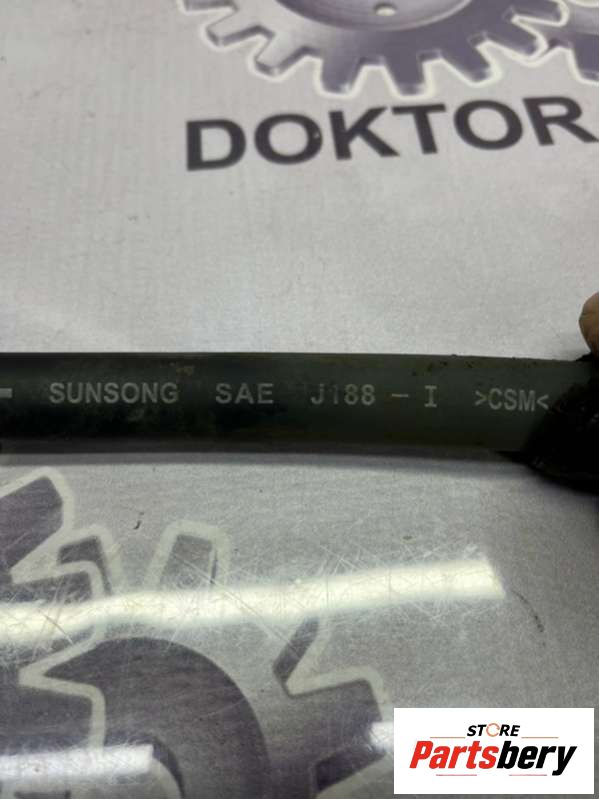 DOKTOR
SUNSONG SAE J188 - I >CSM<
STORE
Partsbery